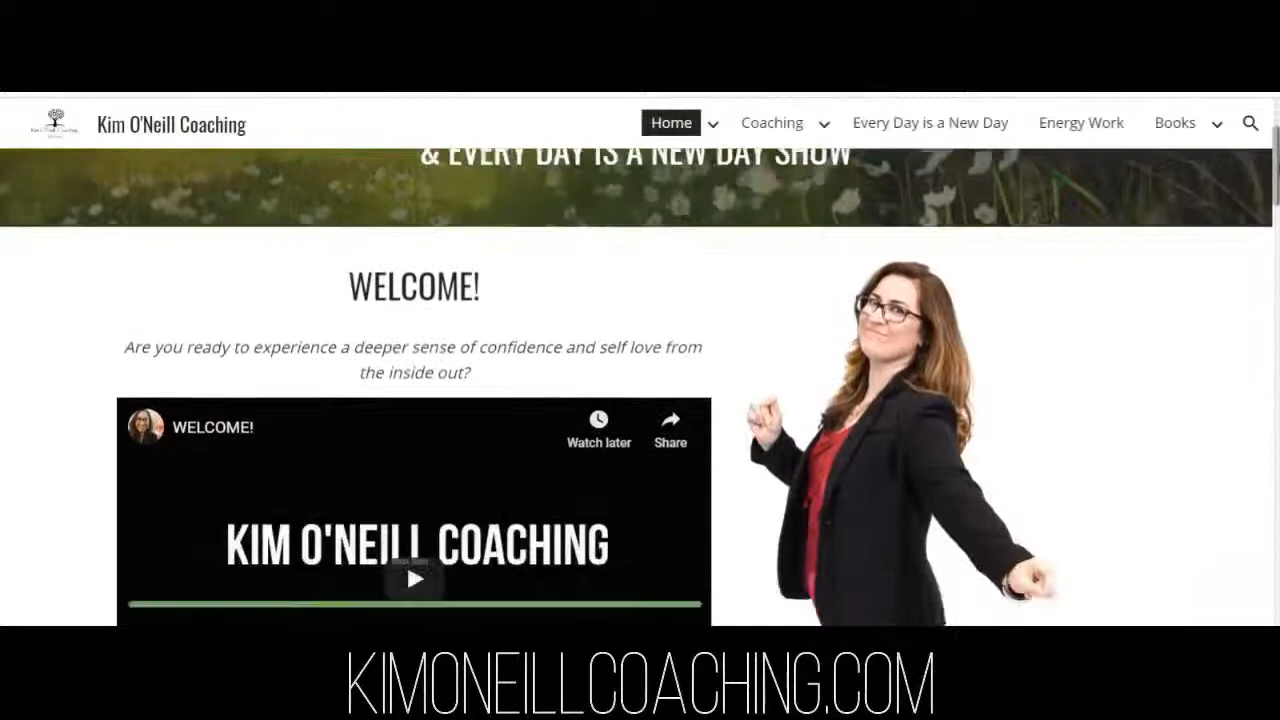 Kim O'Neill Coaching
Home
Coaching
Every Day is a New Day
Energy Work
Books
& EVERY DAY IS A NEW DAY SHOW
WELCOME!
Are you ready to experience a deeper sense of confidence and self love from
the inside out?
WELCOME!
Watch later
Share
KIM O'NEILL COACHING
KIMONEILLCOACHING.COM